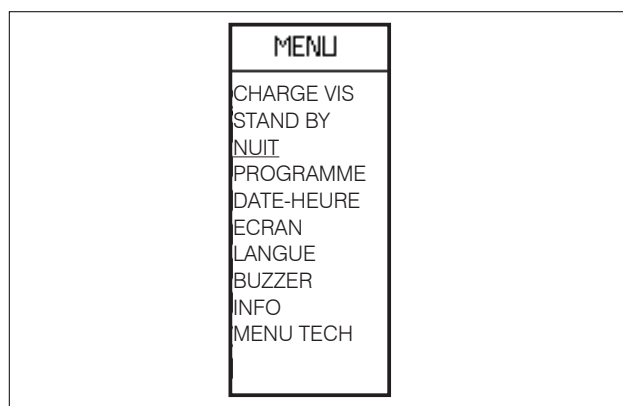 MENU
CHARGE VIS
STAND BY
NUIT
PROGRAMME
DATE-HEURE
ECRAN
LANGUE
BUZZER
INFO
MENU TECH